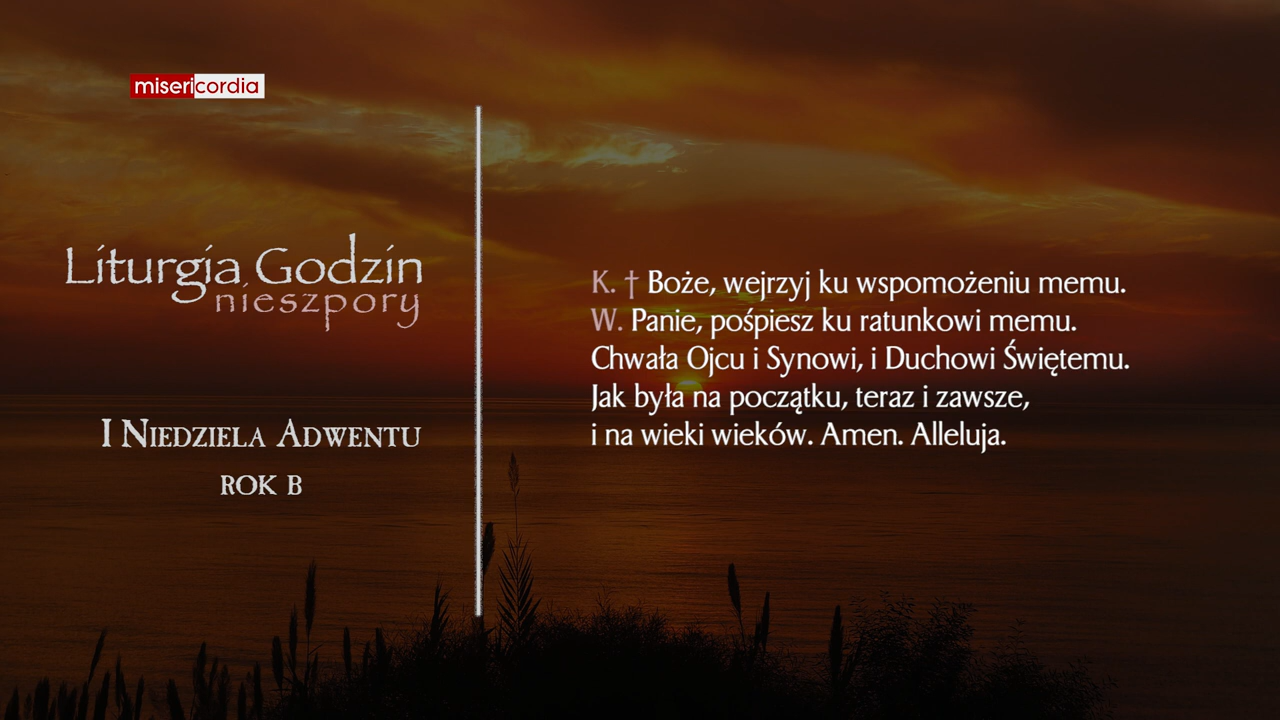 misericordia
Liturgia Godzin
nieszpory
I Niedziela Adwentu
ROK B
K. † Boże, wejrzyj ku wspomożeniu memu.
W. Panie, pośpiesz ku ratunkowi memu.
Chwała Ojcu i Synowi, i Duchowi Świętemu.
Jak była na początku, teraz i zawsze,
i na wieki wieków. Amen. Alleluja.